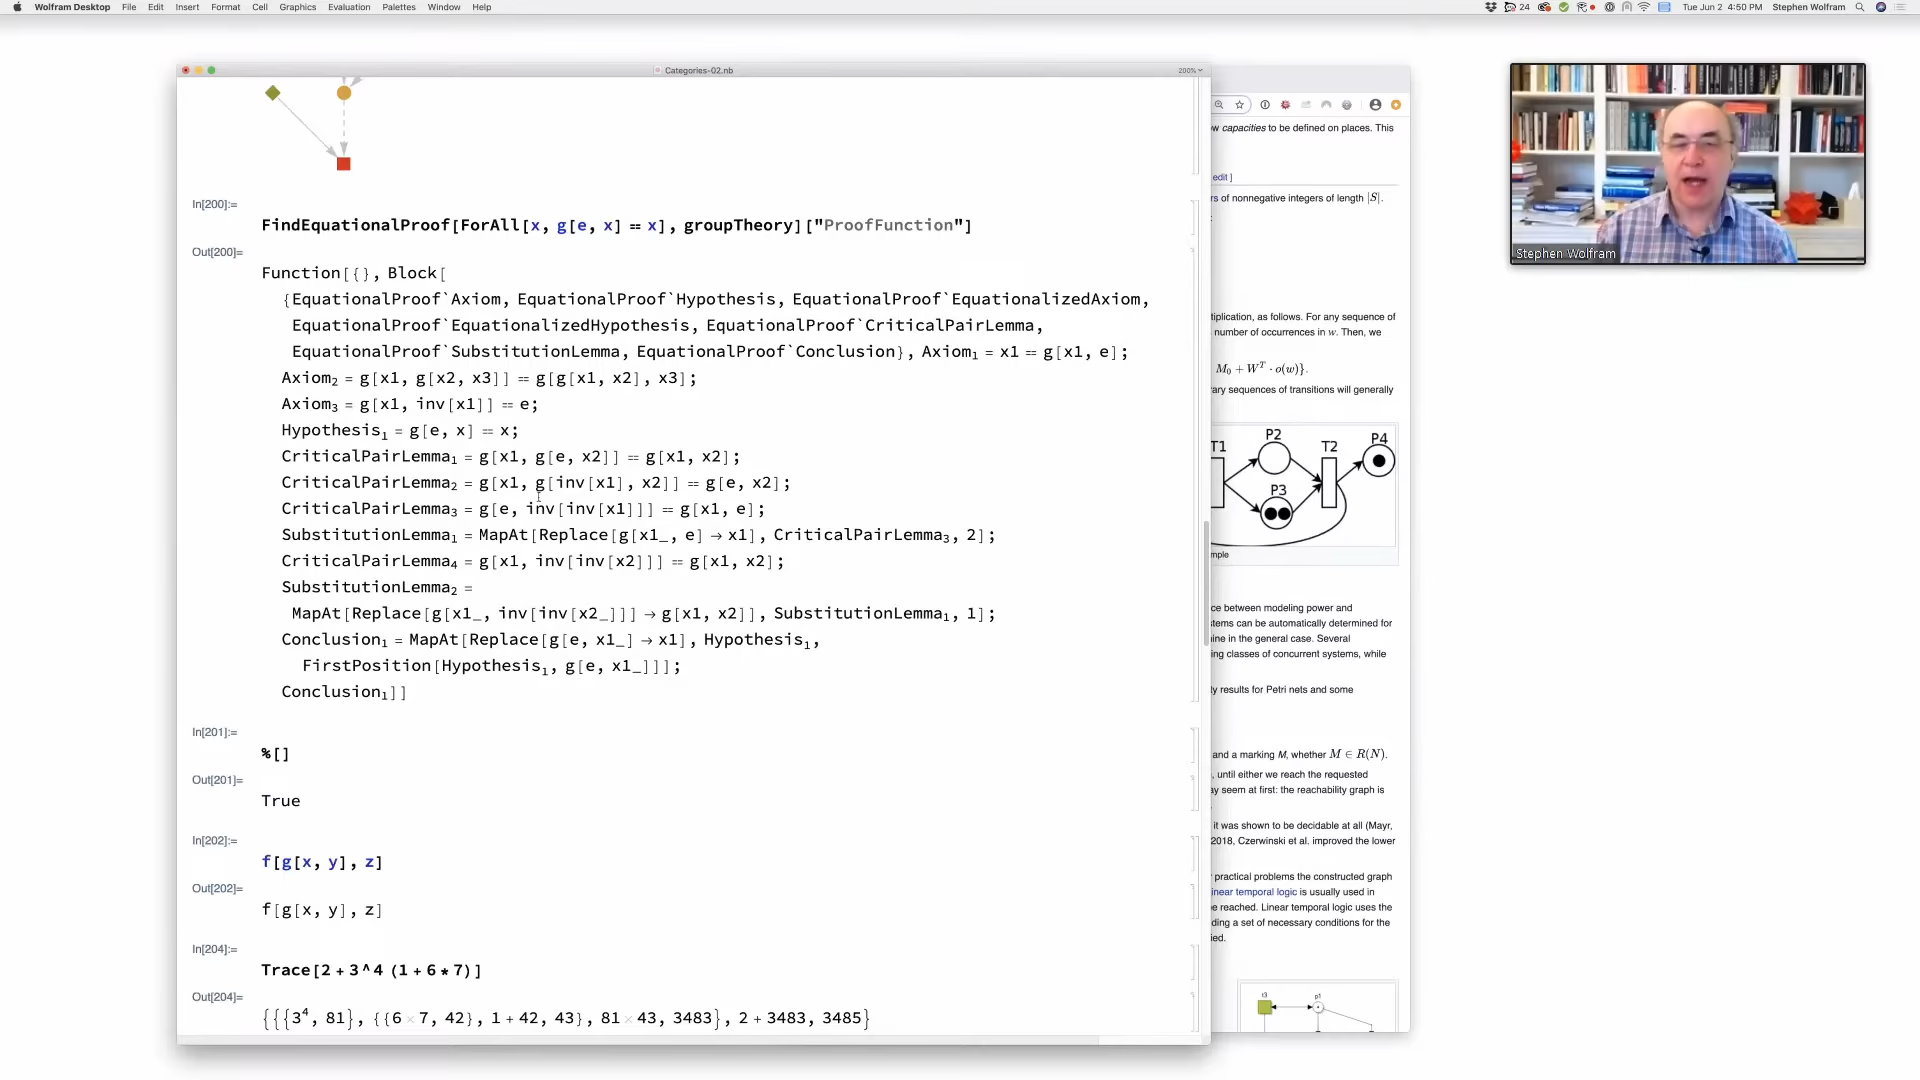 Wolfram Desktop File Edit Insert Format Cell Graphics Evaluation Palettes Window Help
24
Tue Jun 2 4:50 PM Stephen Wolfram
Categories-02.nb
200%
In[200]:=
FindEquationalProof[ForAll[x, g[e, x] == x], groupTheory]["ProofFunction"]
Out[200]=
Function[{}, Block[
{EquationalProof`Axiom, EquationalProof`Hypothesis, EquationalProof`EquationalizedAxiom,
EquationalProof`EquationalizedHypothesis, EquationalProof`CriticalPairLemma,
EquationalProof`SubstitutionLemma, EquationalProof`Conclusion}, Axiom₁ = x1 == g[x1, e];
Axiom₂ = g[x1, g[x2, x3]] == g[g[x1, x2], x3];
Axiom₃ = g[x1, inv[x1]] == e;
Hypothesis₁ = g[e, x] == x;
CriticalPairLemma₁ = g[x1, g[e, x2]] == g[x1, x2];
CriticalPairLemma₂ = g[x1, g[inv[x1], x2]] == g[e, x2];
CriticalPairLemma₃ = g[e, inv[inv[x1]]] == g[x1, e];
SubstitutionLemma₁ = MapAt[Replace[g[x1_, e] → x1], CriticalPairLemma₃, 2];
CriticalPairLemma₄ = g[x1, inv[inv[x2]]] == g[x1, x2];
SubstitutionLemma₂ =
MapAt[Replace[g[x1_, inv[inv[x2_]]] → g[x1, x2]], SubstitutionLemma₁, 1];
Conclusion₁ = MapAt[Replace[g[e, x1_] → x1], Hypothesis₁,
FirstPosition[Hypothesis₁, g[e, x1_]]];
Conclusion₁]]
In[201]:=
%[]
Out[201]=
True
In[202]:=
f[g[x, y], z]
Out[202]=
f[g[x, y], z]
In[204]:=
Trace[2 + 3^4 (1 + 6 * 7)]
Out[204]=
{{{3⁴, 81}, {{6 × 7, 42}, 1 + 42, 43}, 81 × 43, 3483}, 2 + 3483, 3485}
capacities to be defined on places. This
edit ]
of nonnegative integers of length |S|.
:
tiplication, as follows. For any sequence of
number of occurrences in w. Then, we
M₀ + Wᵀ · o(w)}.
rary sequences of transitions will generally
T1 P2 T2 P4
P3
mple
ce between modeling power and
stems can be automatically determined for
ine in the general case. Several
ing classes of concurrent systems, while
ty results for Petri nets and some
and a marking M, whether M ∈ R(N).
, until either we reach the requested
ay seem at first: the reachability graph is
it was shown to be decidable at all (Mayr,
2018, Czerwinski et al. improved the lower
practical problems the constructed graph
inear temporal logic is usually used in
e reached. Linear temporal logic uses the
ding a set of necessary conditions for the
ied.
t3 p1
Stephen Wolfram